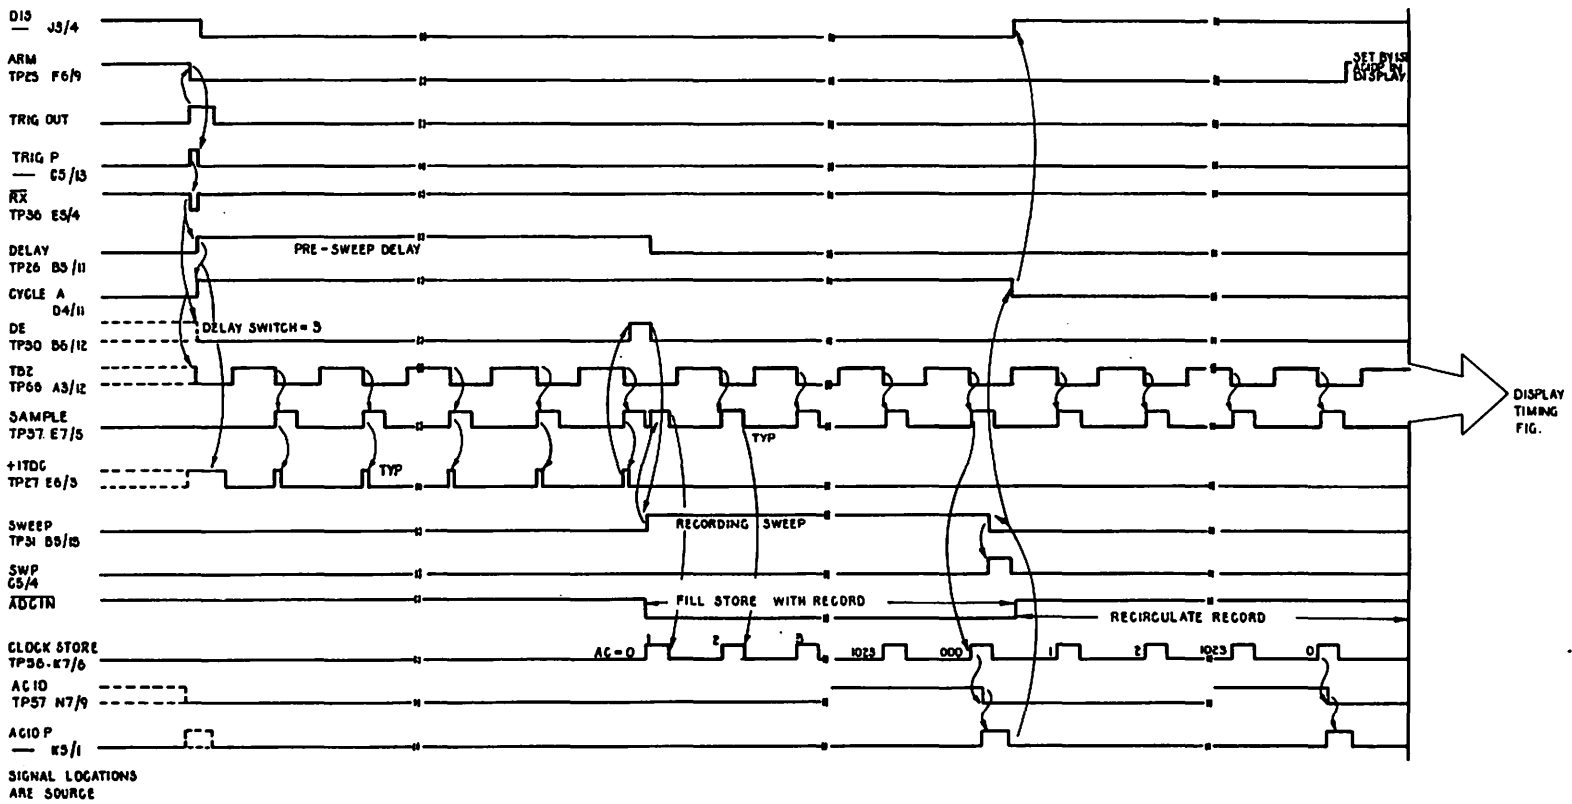 DIS
— J3/4
ARM
TP25 F6/9
SET BY 1St
AC10P IN
DISPLAY
TRIG OUT
TRIG P
— C5/13
RX
TP36 E3/4
DELAY
TP26 B5/11
PRE-SWEEP DELAY
CYCLE A
D4/11
DE
TP30 B6/12
DELAY SWITCH = 5
TB2
TP66 A3/12
SAMPLE
TP37 E7/5
TYP
DISPLAY
TIMING
FIG.
+1TDC
TP27 E6/3
TYP
SWEEP
TP31 B5/15
RECORDING SWEEP
SWP
C5/4
ADCIN
FILL STORE WITH RECORD
RECIRCULATE RECORD
CLOCK STORE
TP56-K7/6
AC = 0 1 2 3 1023 000 1 2 1023 0
AC10
TP57 N7/9
AC10 P
— K5/1
SIGNAL LOCATIONS
ARE SOURCE